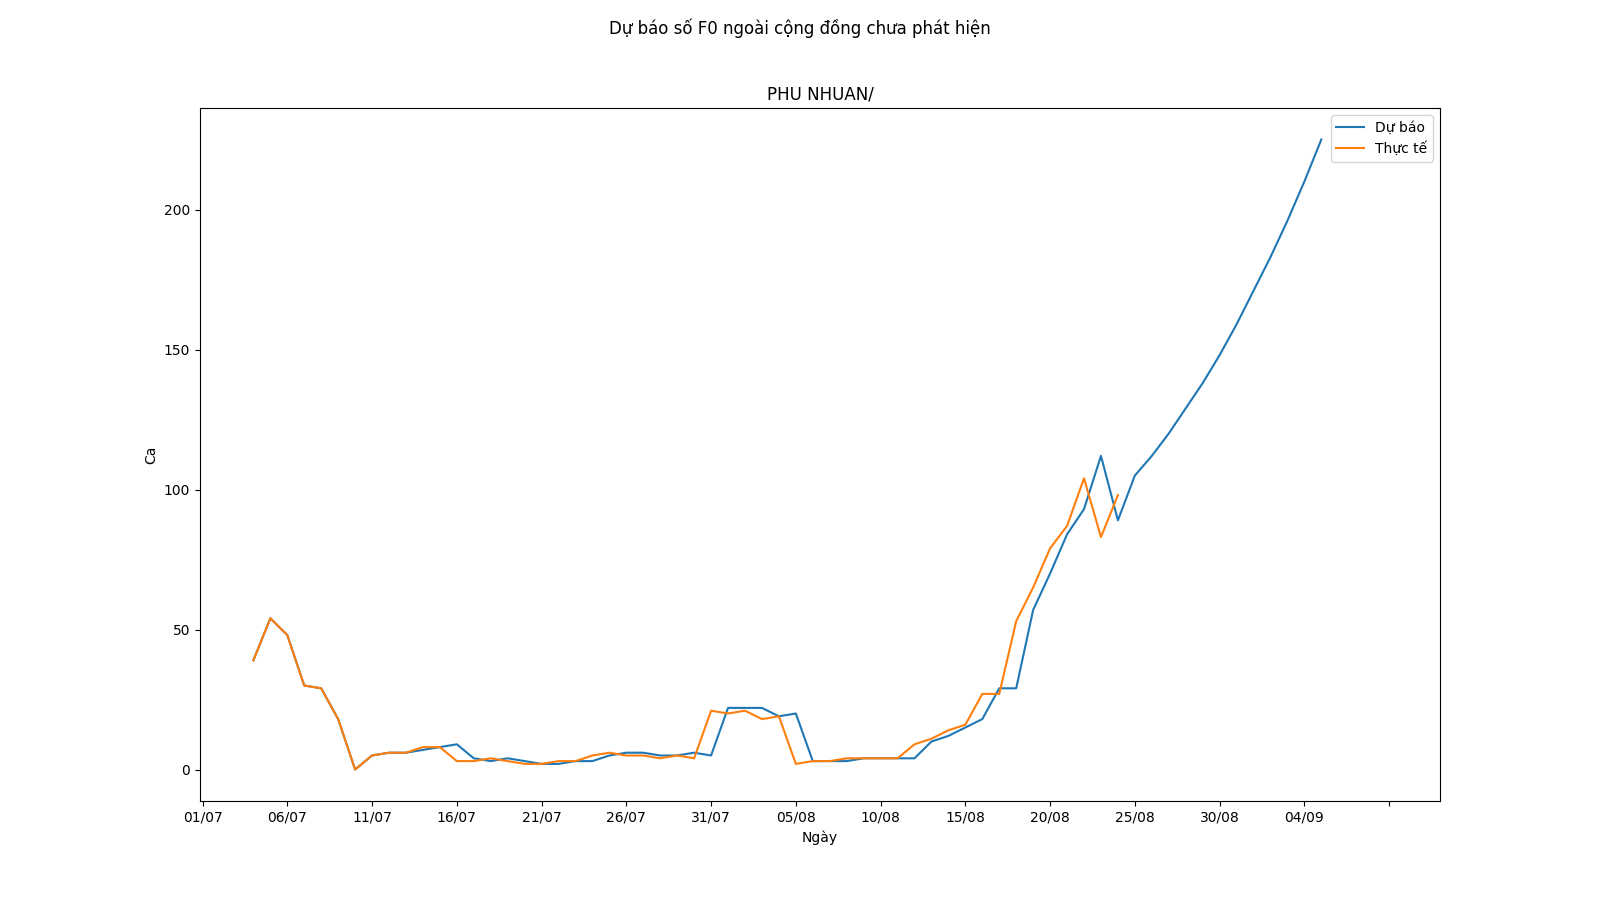 Dự báo số F0 ngoài cộng đồng chưa phát hiện
PHU NHUAN/
Dự báo
Thực tế
200
150
100
50
0
Ca
01/07 06/07 11/07 16/07 21/07 26/07 31/07 05/08 10/08 15/08 20/08 25/08 30/08 04/09
Ngày